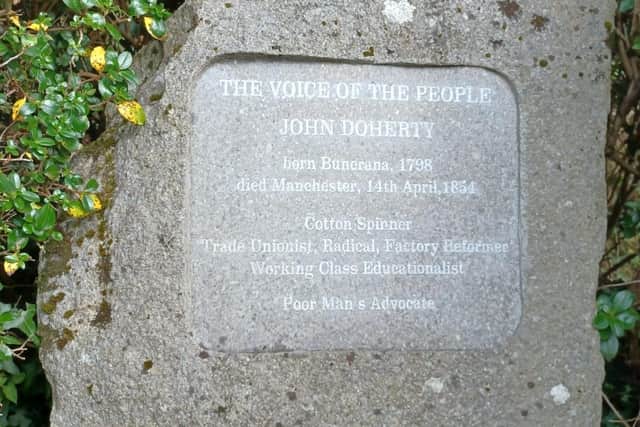 THE VOICE OF THE PEOPLE
JOHN DOHERTY
born Buncrana, 1798
died Manchester, 14th April, 1854
Cotton Spinner
Trade Unionist, Radical, Factory Reformer
Working Class Educationalist
Poor Man's Advocate